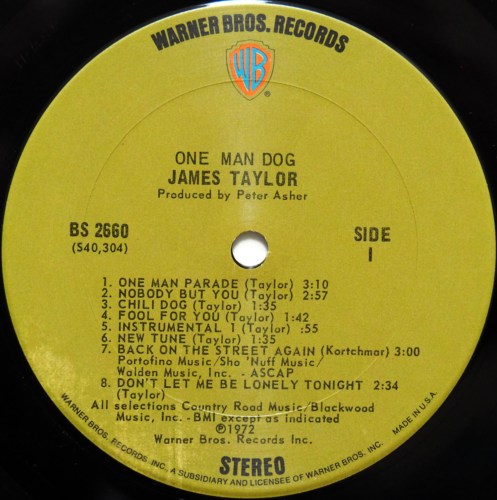 WARNER BROS. RECORDS
WB
®
ONE MAN DOG
JAMES TAYLOR
Produced by Peter Asher
BS 2660
(S40,304)
SIDE
1
1. ONE MAN PARADE (Taylor) 3:10
2. NOBODY BUT YOU (Taylor) 2:57
3. CHILI DOG (Taylor) 1:35
4. FOOL FOR YOU (Taylor) 1:42
5. INSTRUMENTAL 1 (Taylor) :55
6. NEW TUNE (Taylor) 1:35
7. BACK ON THE STREET AGAIN (Kortchmar) 3:00
Portofino Music/Sho 'Nuff Music/
Walden Music, Inc. - ASCAP
8. DON'T LET ME BE LONELY TONIGHT 2:34
(Taylor)
All selections Country Road Music/Blackwood
Music, Inc. - BMI except as indicated
℗1972
Warner Bros. Records Inc.
STEREO
WARNER BROS. RECORDS INC. A SUBSIDIARY AND LICENSEE OF WARNER BROS. INC.
MADE IN U.S.A.